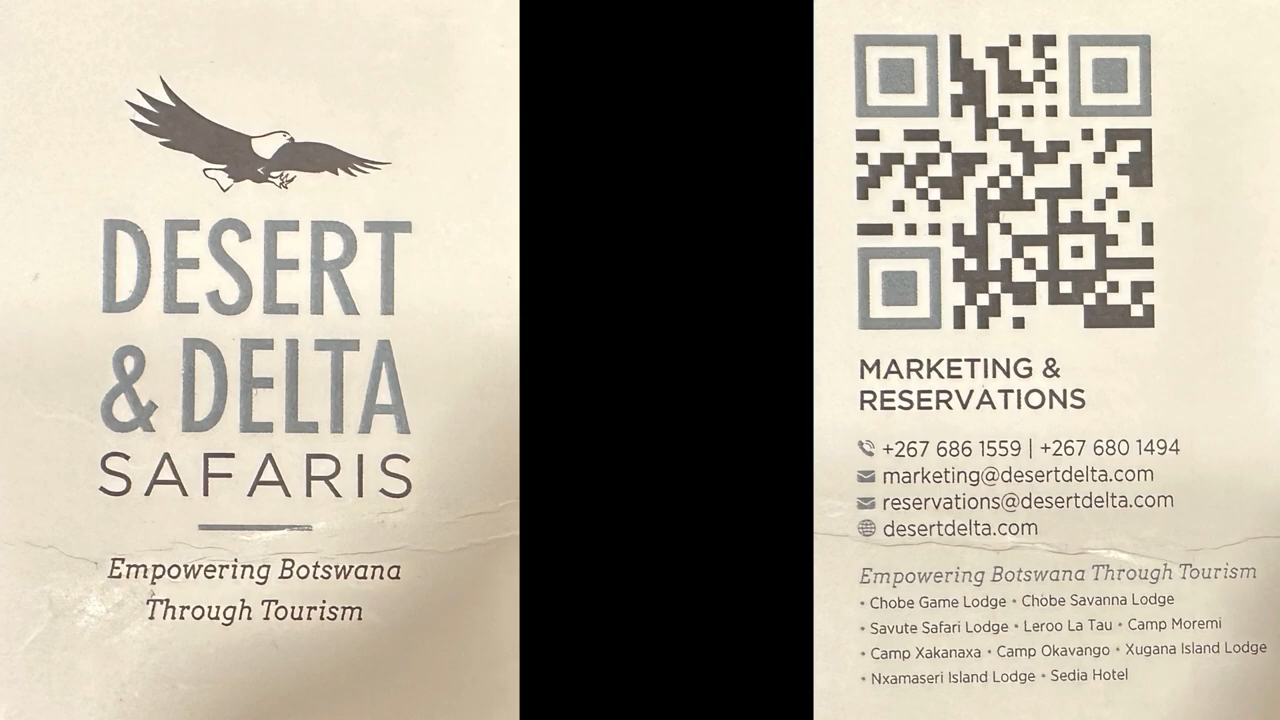 DESERT
& DELTA
SAFARIS
Empowering Botswana
Through Tourism
MARKETING &
RESERVATIONS
+267 686 1559 | +267 680 1494
marketing@desertdelta.com
reservations@desertdelta.com
desertdelta.com
Empowering Botswana Through Tourism
• Chobe Game Lodge • Chobe Savanna Lodge
• Savute Safari Lodge • Leroo La Tau • Camp Moremi
• Camp Xakanaxa • Camp Okavango • Xugana Island Lodge
• Nxamaseri Island Lodge • Sedia Hotel